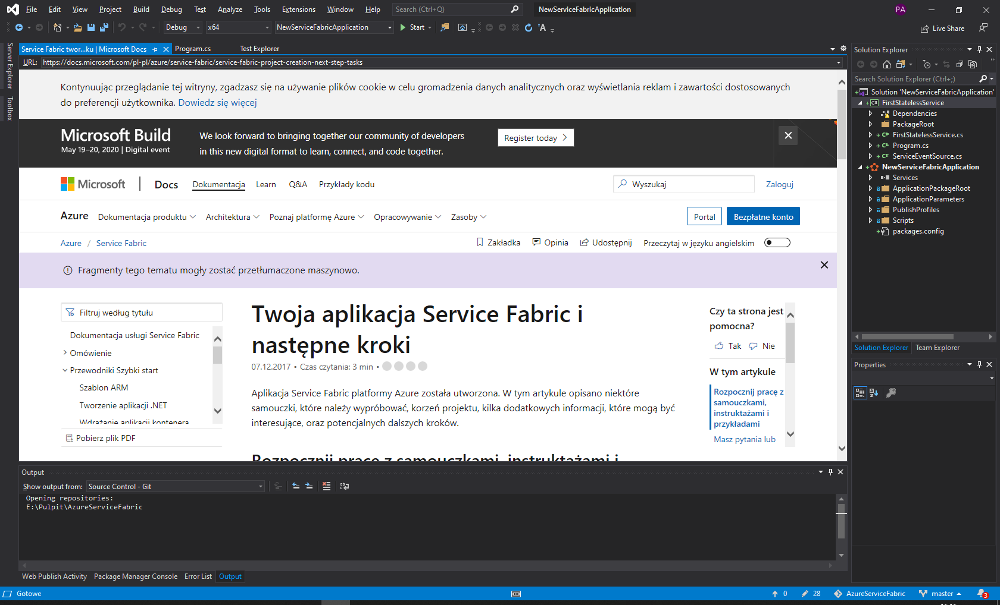 File Edit View Project Build Debug Test Analyze Tools Extensions Window Help Search (Ctrl+Q) NewServiceFabricApplication PA
Debug x64 NewServiceFabricApplication Start Live Share
Server Explorer
Toolbox
Service Fabric twor...ku | Microsoft Docs Program.cs Test Explorer
URL: https://docs.microsoft.com/pl-pl/azure/service-fabric/service-fabric-project-creation-next-step-tasks
Kontynuując przeglądanie tej witryny, zgadzasz się na używanie plików cookie w celu gromadzenia danych analitycznych oraz wyświetlania reklam i zawartości dostosowanych
do preferencji użytkownika. Dowiedz się więcej
Microsoft Build
May 19–20, 2020 | Digital event
We look forward to bringing together our community of developers
in this new digital format to learn, connect, and code together.
Register today
Microsoft Docs Dokumentacja Learn Q&A Przykłady kodu Wyszukaj Zaloguj
Azure Dokumentacja produktu Architektura Poznaj platformę Azure Opracowywanie Zasoby Portal Bezpłatne konto
Azure / Service Fabric Zakładka Opinia Udostępnij Przeczytaj w języku angielskim
Fragmenty tego tematu mogły zostać przetłumaczone maszynowo.
Filtruj według tytułu
Dokumentacja usługi Service Fabric
Omówienie
Przewodniki Szybki start
Szablon ARM
Tworzenie aplikacji .NET
Wdrażanie aplikacji kontenera
Pobierz plik PDF
Twoja aplikacja Service Fabric i
następne kroki
07.12.2017 • Czas czytania: 3 min •
Aplikacja Service Fabric platformy Azure została utworzona. W tym artykule opisano niektóre
samouczki, które należy wypróbować, korzeń projektu, kilka dodatkowych informacji, które mogą być
interesujące, oraz potencjalnych dalszych kroków.
Rozpocznij pracę z samouczkami, instruktażami i
Czy ta strona jest
pomocna?
Tak Nie
W tym artykule
Rozpocznij pracę z
samouczkami,
instruktażami i
przykładami
Masz pytania lub
Output
Show output from: Source Control - Git
Opening repositories:
E:\Pulpit\AzureServiceFabric
Web Publish Activity Package Manager Console Error List Output
Solution Explorer
Search Solution Explorer (Ctrl+;)
Solution 'NewServiceFabricApplication'
C# FirstStatelessService
Dependencies
PackageRoot
C# FirstStatelessService.cs
C# Program.cs
C# ServiceEventSource.cs
NewServiceFabricApplication
Services
ApplicationPackageRoot
ApplicationParameters
PublishProfiles
Scripts
packages.config
Solution Explorer Team Explorer
Properties
Gotowe 0 28 AzureServiceFabric master 3